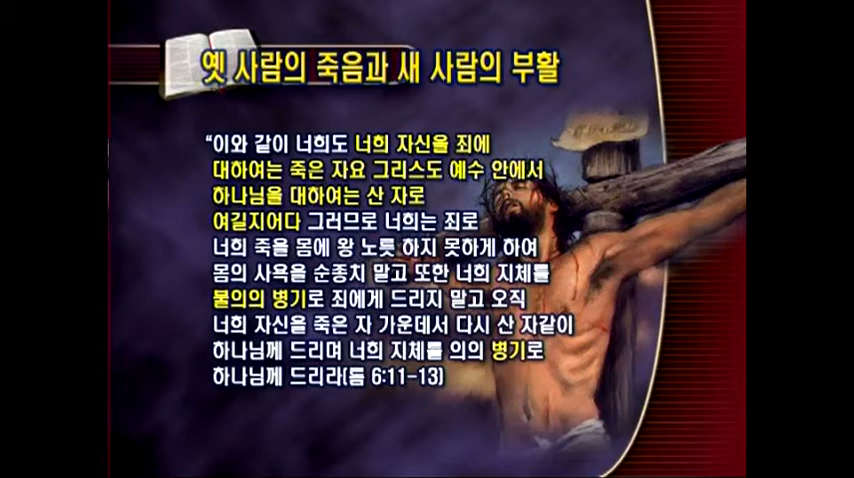 옛 사람의 죽음과 새 사람의 부활
“이와 같이 너희도 너희 자신을 죄에
대하여는 죽은 자요 그리스도 예수 안에서
하나님을 대하여는 산 자로
여길지어다 그러므로 너희는 죄로
너희 죽을 몸에 왕 노릇 하지 못하게 하여
몸의 사욕을 순종치 말고 또한 너희 지체를
불의의 병기로 죄에게 드리지 말고 오직
너희 자신을 죽은 자 가운데서 다시 산 자같이
하나님께 드리며 너희 지체를 의의 병기로
하나님께 드리라(롬 6:11-13)